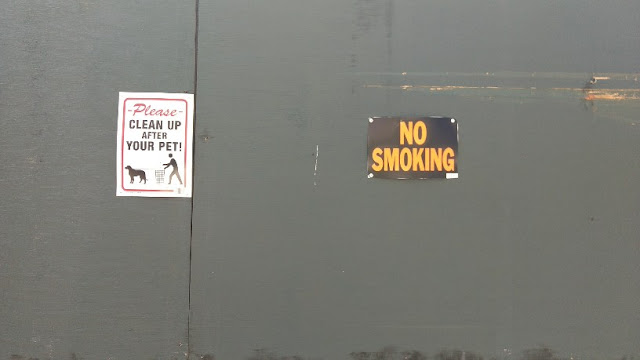 -Please-
CLEAN UP
AFTER
YOUR PET!
NO
SMOKING